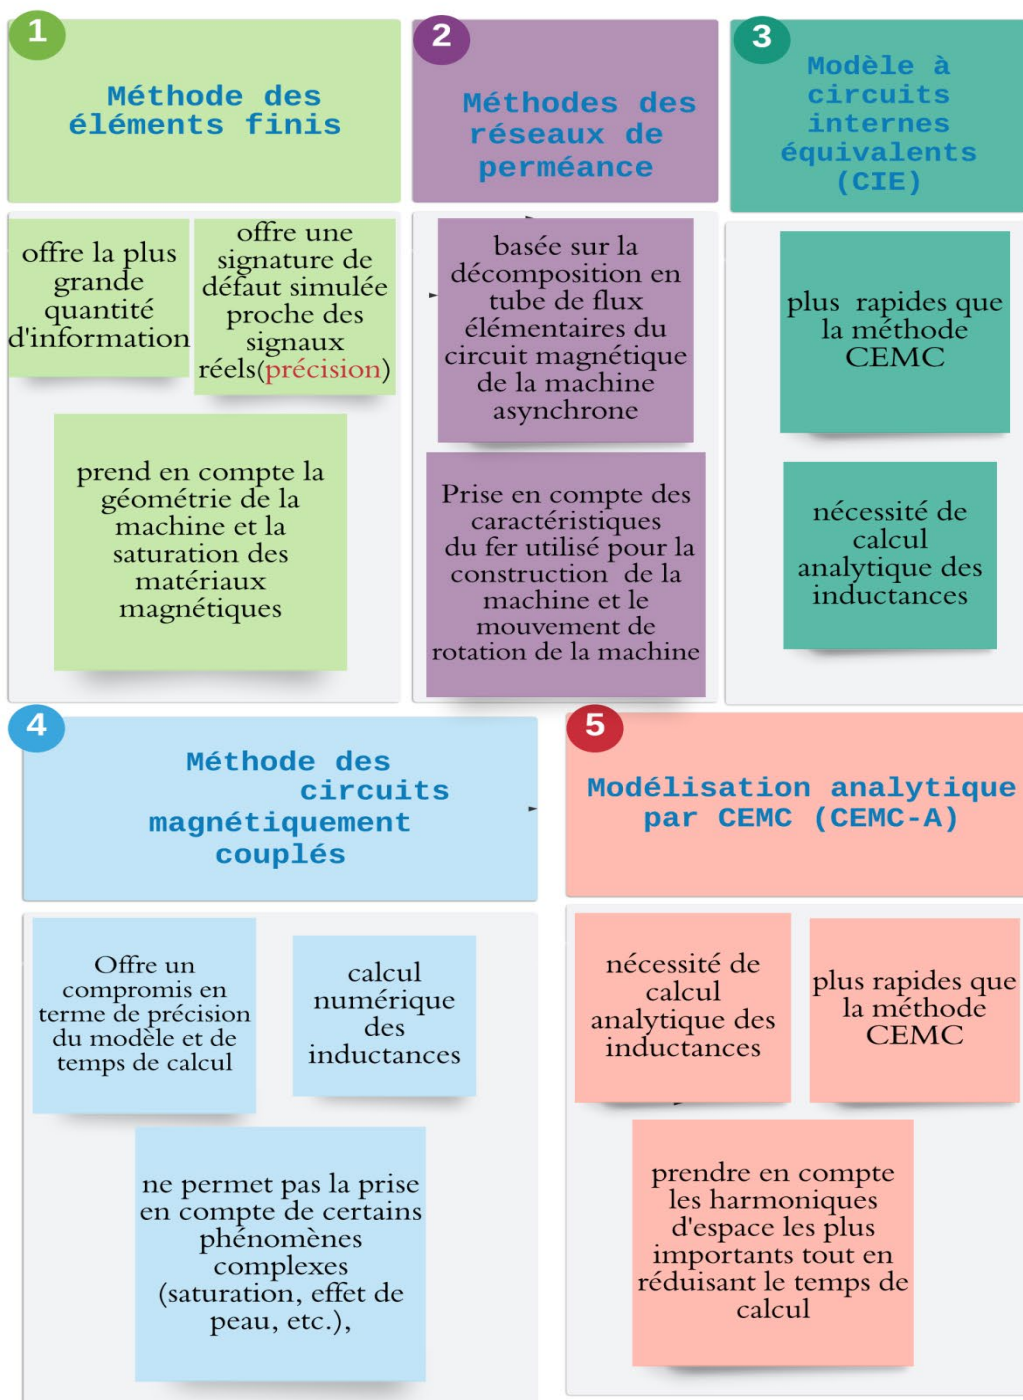 1
Méthode des
éléments finis
offre la plus
grande
quantité
d'information
offre une
signature de
défaut simulée
proche des
signaux
réels(précision)
prend en compte la
géométrie de la
machine et la
saturation des
matériaux
magnétiques
2
Méthodes des
réseaux de
perméance
basée sur la
décomposition en
tube de flux
élémentaires du
circuit magnétique
de la machine
asynchrone
Prise en compte des
caractéristiques
du fer utilisé pour la
construction de la
machine et le
mouvement de
rotation de la machine
3
Modèle à
circuits
internes
équivalents
(CIE)
plus rapides que
la méthode
CEMC
nécessité de
calcul
analytique des
inductances
4
Méthode des
circuits
magnétiquement
couplés
Offre un
compromis en
terme de précision
du modèle et de
temps de calcul
calcul
numérique
des
inductances
ne permet pas la prise
en compte de certains
phénomènes
complexes
(saturation, effet de
peau, etc.),
5
Modélisation analytique
par CEMC (CEMC-A)
nécessité de
calcul
analytique des
inductances
plus rapides que
la méthode
CEMC
prendre en compte
les harmoniques
d'espace les plus
importants tout en
réduisant le temps de
calcul